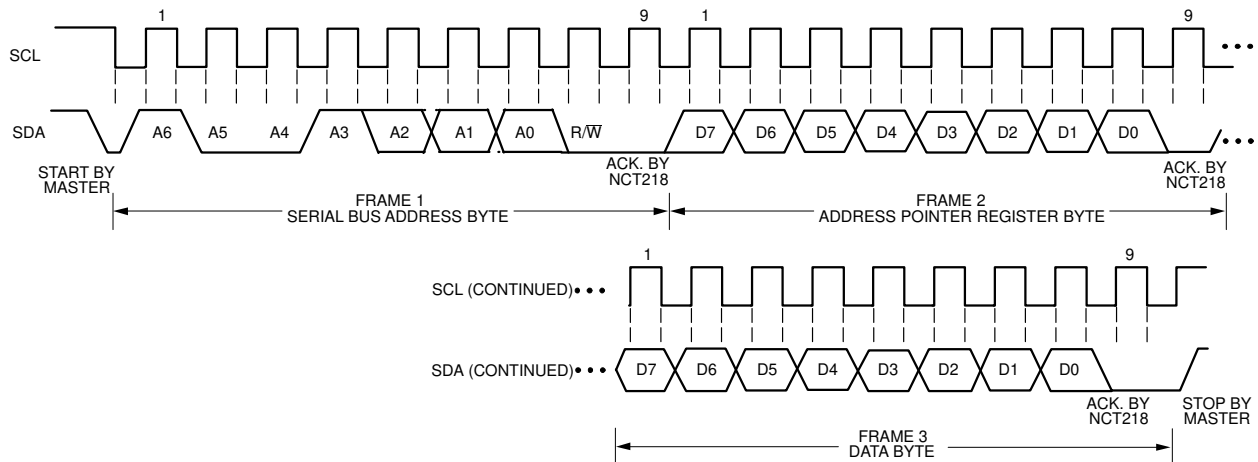 1 9 1 9
SCL •••
SDA A6 A5 A4 A3 A2 A1 A0 R/W̅ D7 D6 D5 D4 D3 D2 D1 D0 •••
START BY
MASTER
ACK. BY
NCT218
ACK. BY
NCT218
FRAME 1
SERIAL BUS ADDRESS BYTE
FRAME 2
ADDRESS POINTER REGISTER BYTE
1 9
SCL (CONTINUED) •••
SDA (CONTINUED) ••• D7 D6 D5 D4 D3 D2 D1 D0
ACK. BY
NCT218
STOP BY
MASTER
FRAME 3
DATA BYTE